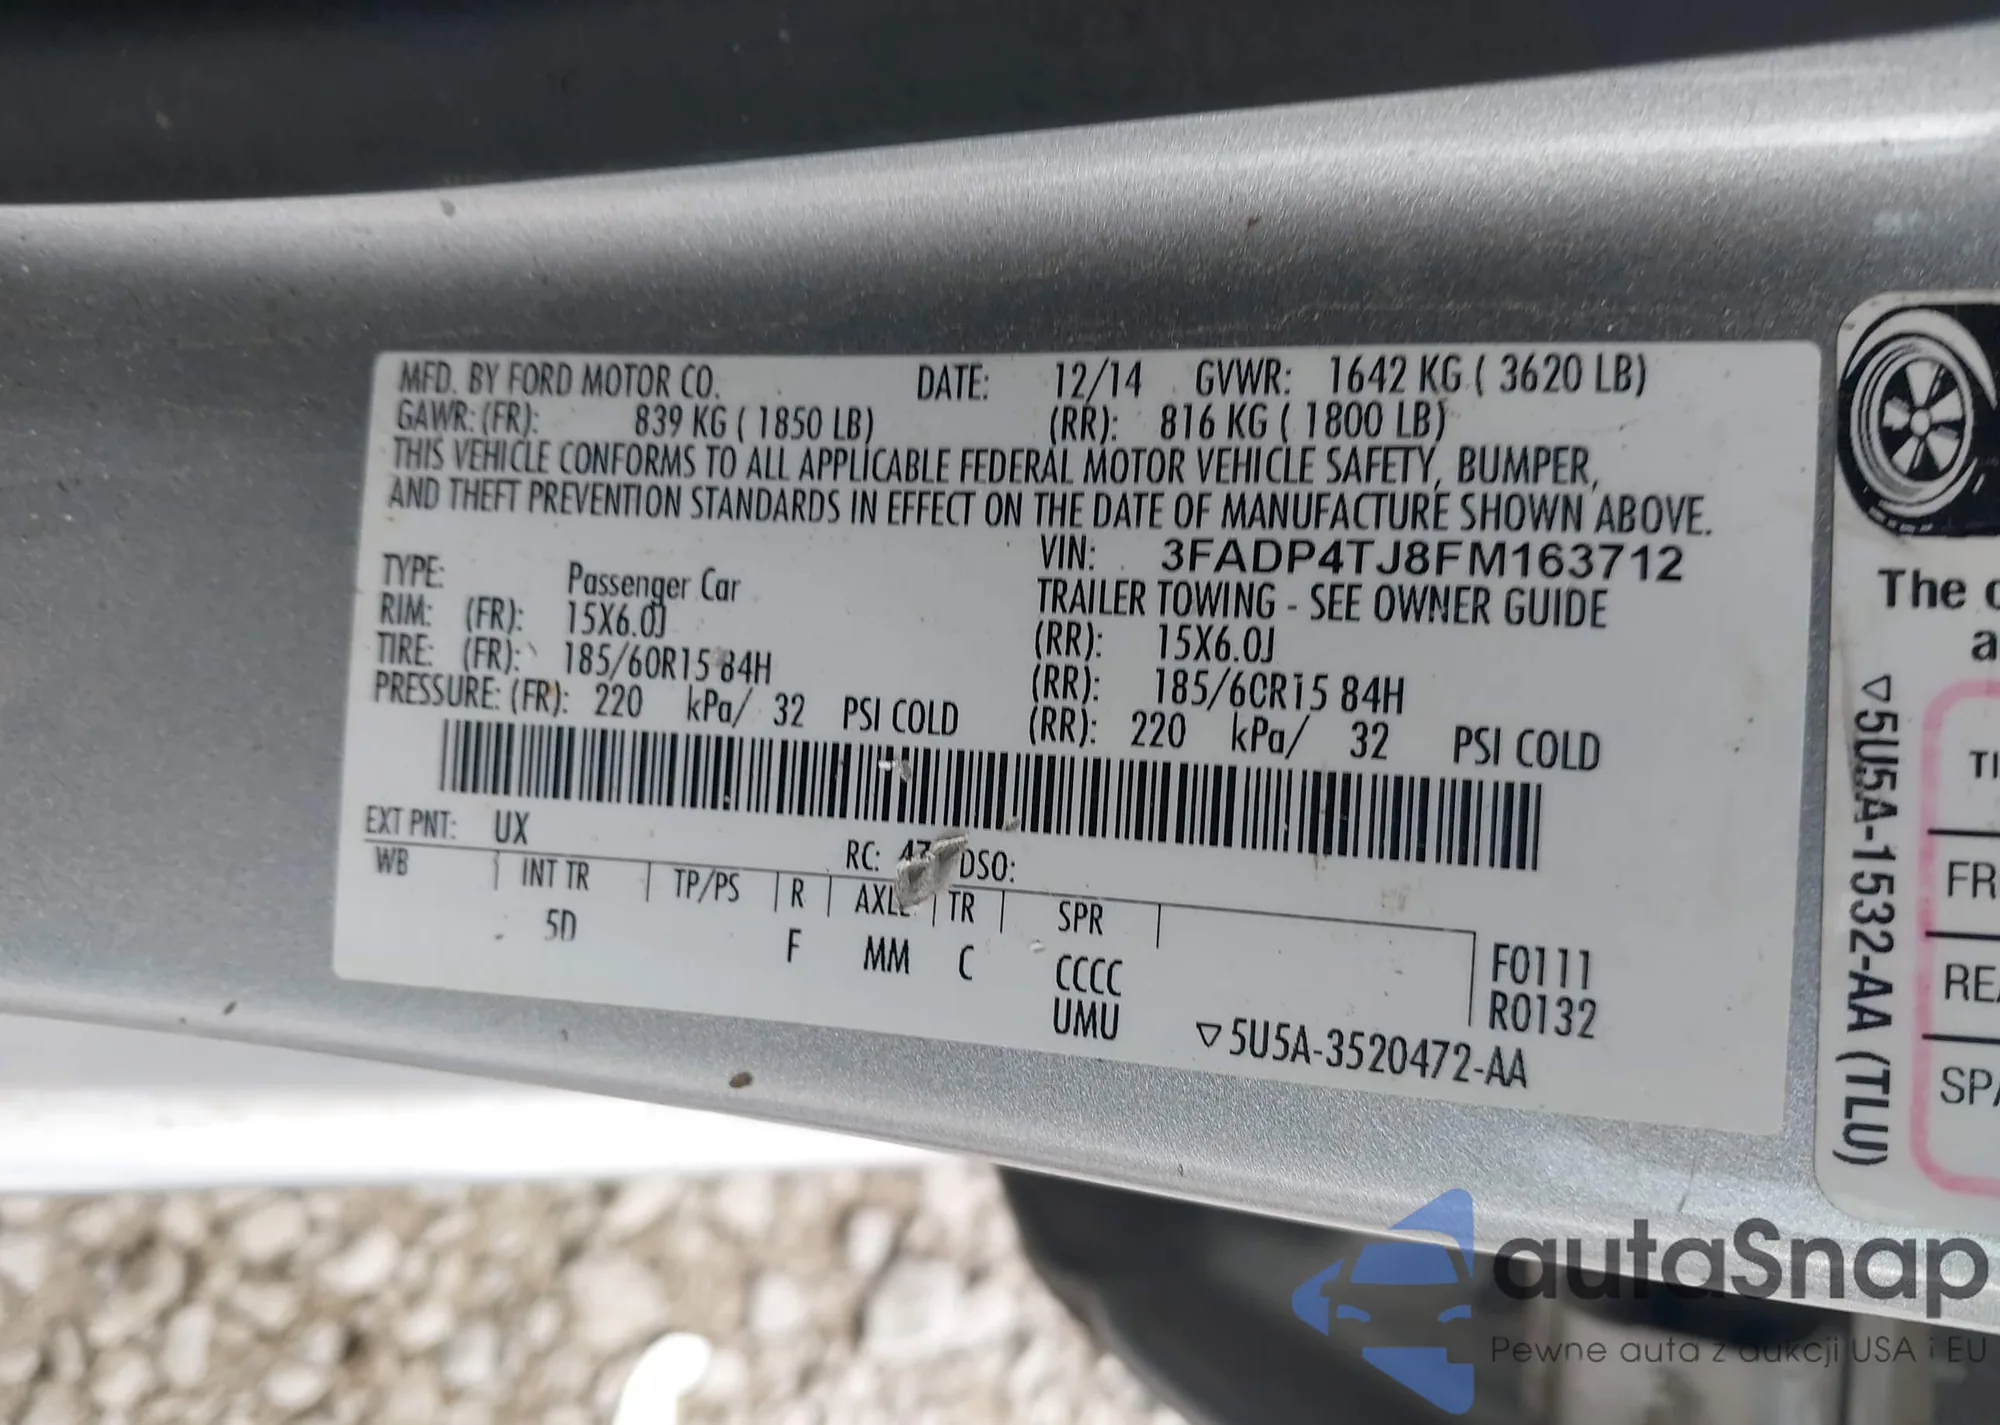 MFD. BY FORD MOTOR CO. DATE: 12/14 GVWR: 1642 KG ( 3620 LB)
GAWR: (FR): 839 KG ( 1850 LB) (RR): 816 KG ( 1800 LB)
THIS VEHICLE CONFORMS TO ALL APPLICABLE FEDERAL MOTOR VEHICLE SAFETY, BUMPER,
AND THEFT PREVENTION STANDARDS IN EFFECT ON THE DATE OF MANUFACTURE SHOWN ABOVE.
VIN: 3FADP4TJ8FM163712
TYPE: Passenger Car TRAILER TOWING - SEE OWNER GUIDE
RIM: (FR): 15X6.0J (RR): 15X6.0J
TIRE: (FR): 185/60R15 84H (RR): 185/60R15 84H
PRESSURE: (FR): 220 kPa/ 32 PSI COLD (RR): 220 kPa/ 32 PSI COLD
EXT PNT: UX RC: 47 DSO:
WB INT TR TP/PS R AXLE TR SPR
5D F MM C CCCC F0111
UMU R0132
▽5U5A-3520472-AA
▽5U5A-1532-AA (TLU)
The
FR
SPA
autaSnap
Pewne auta z aukcji USA i EU